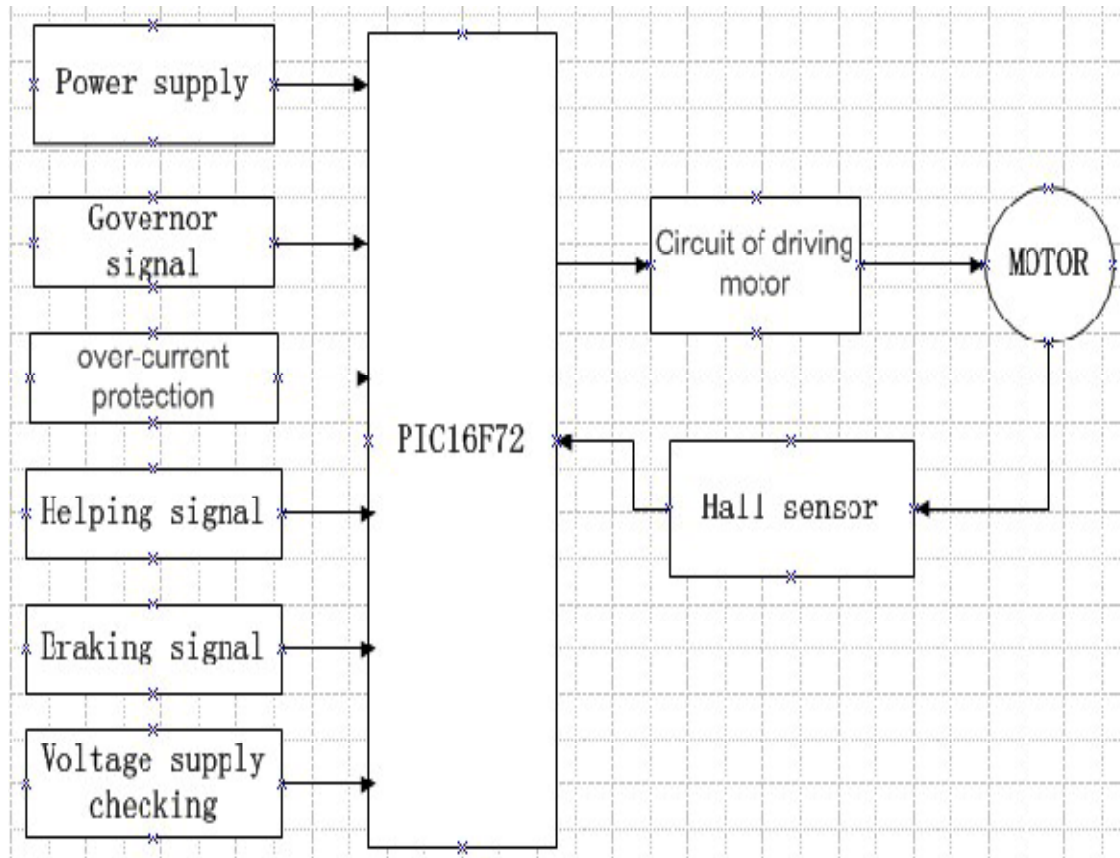 Power supply
Governor
signal
over-current
protection
Helping signal
Braking signal
Voltage supply
checking
PIC16F72
Circuit of driving
motor
MOTOR
Hall sensor